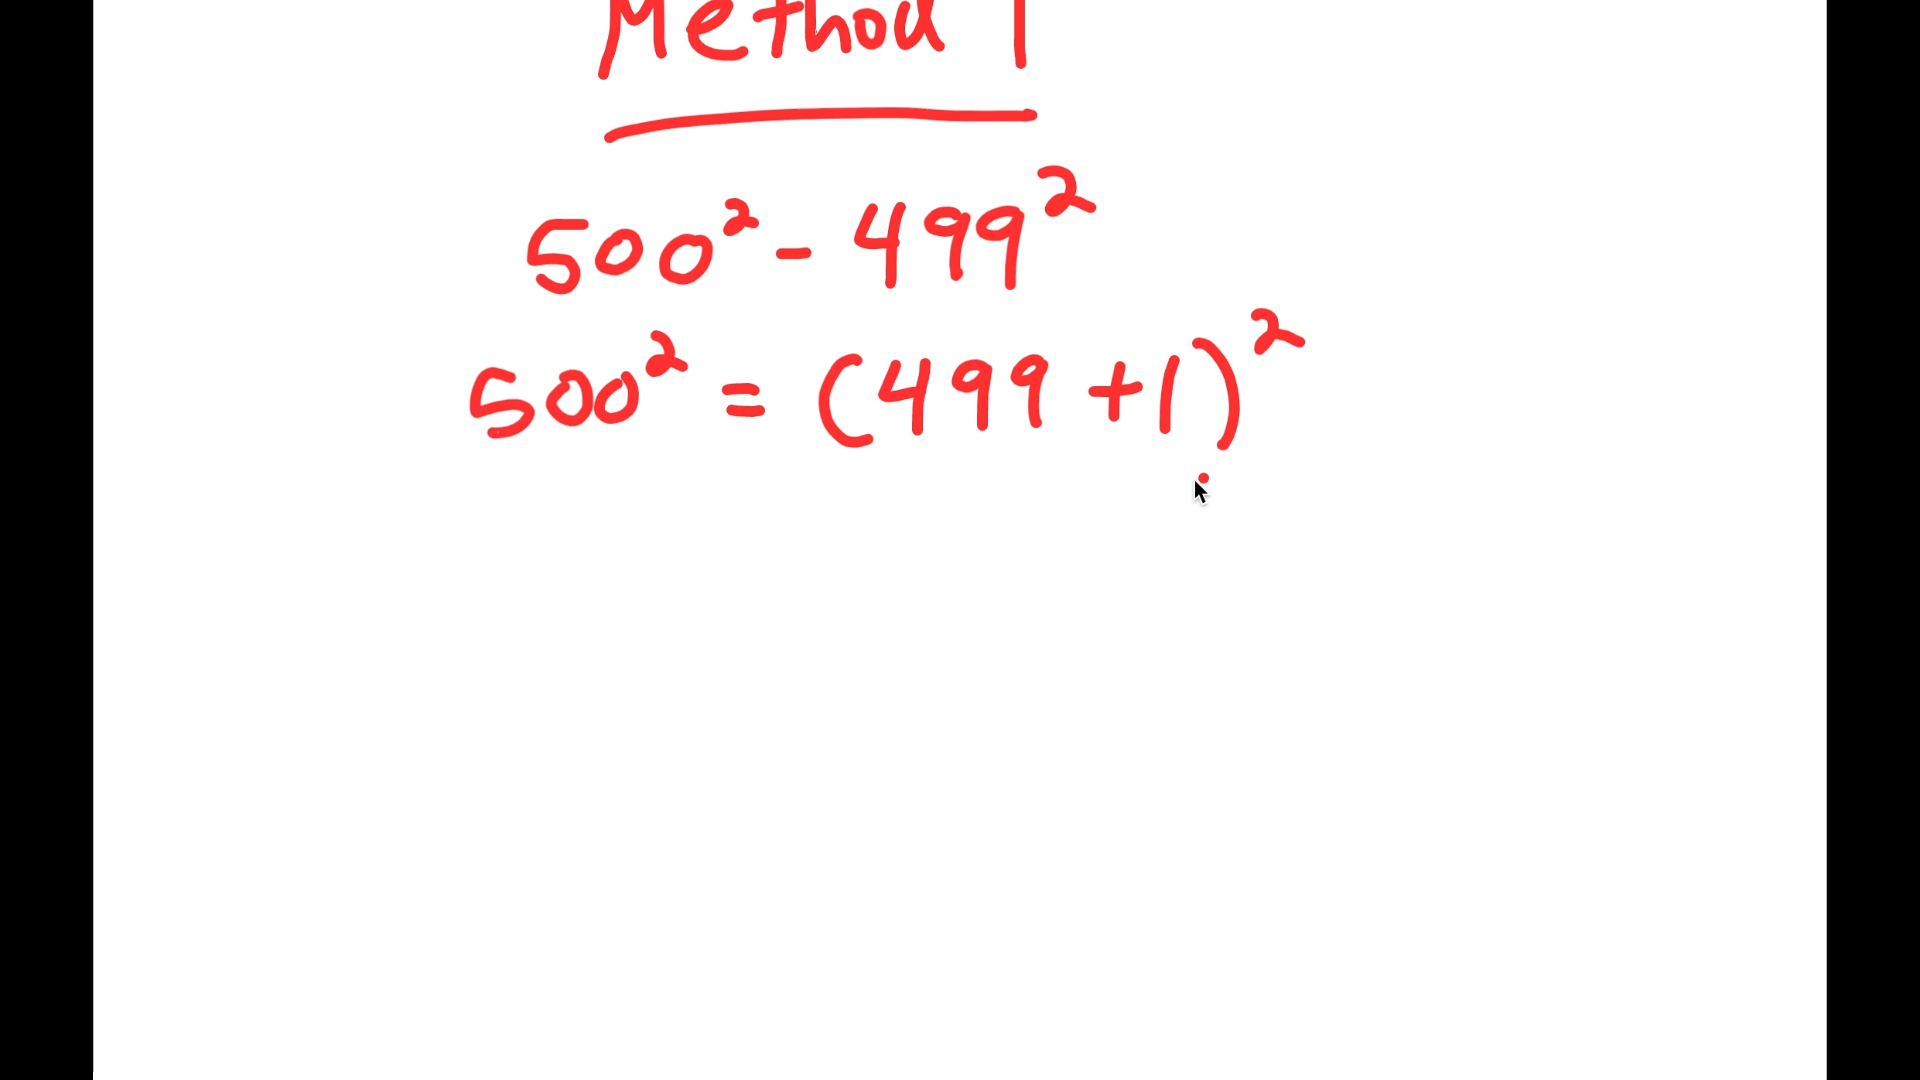 Method 1
500² - 499²
500² = (499 + 1)²